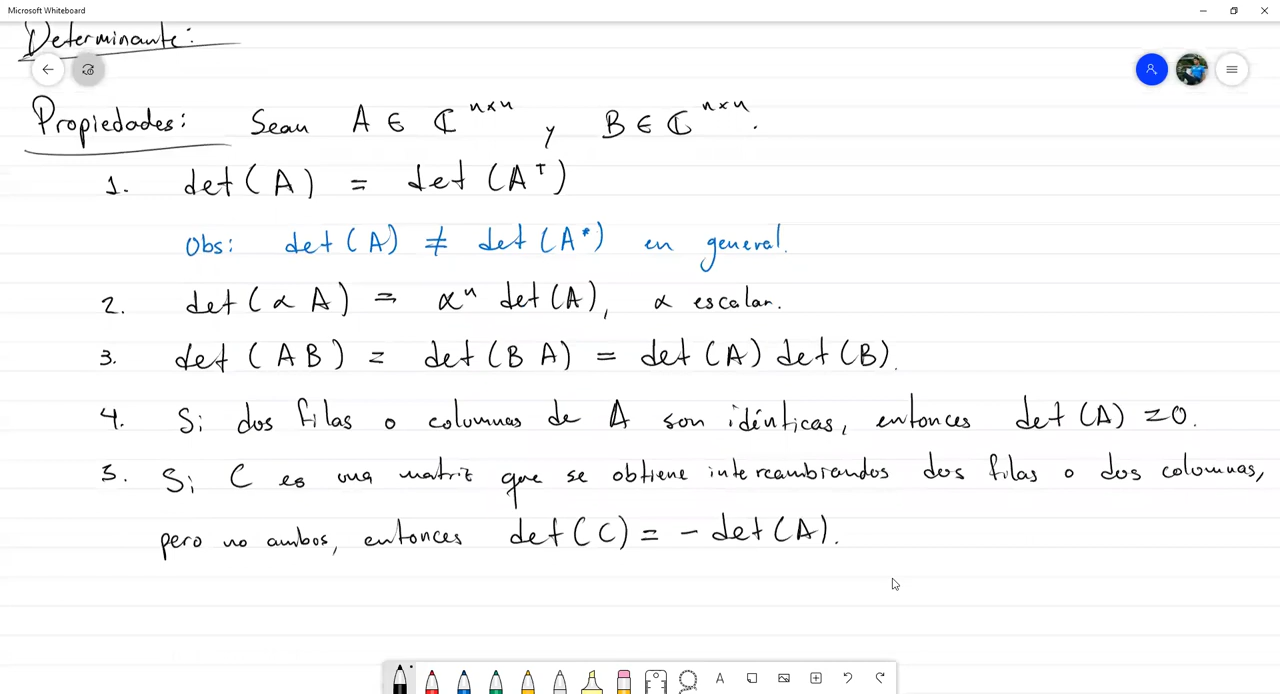 Microsoft Whiteboard
Determinante:
Propiedades: Sean A ∈ ℂ^{n×n} y B ∈ ℂ^{n×n}.
1. det(A) = det(A^T)
Obs: det(A) ≠ det(A*) en general.
2. det(αA) = α^n det(A), α escalar.
3. det(AB) = det(BA) = det(A) det(B).
4. Si dos filas o columnas de A son idénticas, entonces det(A) = 0.
5. Si C es una matriz que se obtiene intercambiandos dos filas o dos columnas,
pero no ambos, entonces det(C) = - det(A).
A